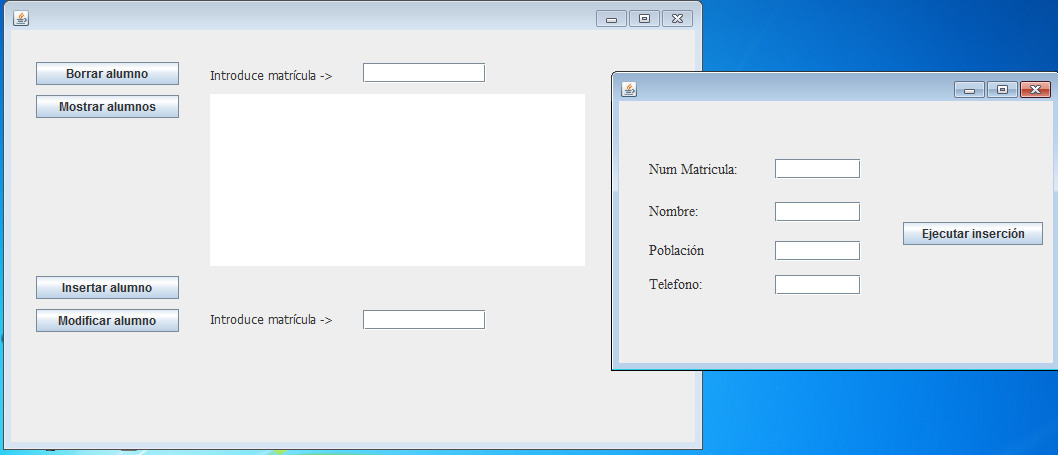 Borrar alumno
Introduce matrícula ->
Mostrar alumnos
Insertar alumno
Modificar alumno
Introduce matrícula ->
Num Matricula:
Nombre:
Ejecutar inserción
Población
Telefono: